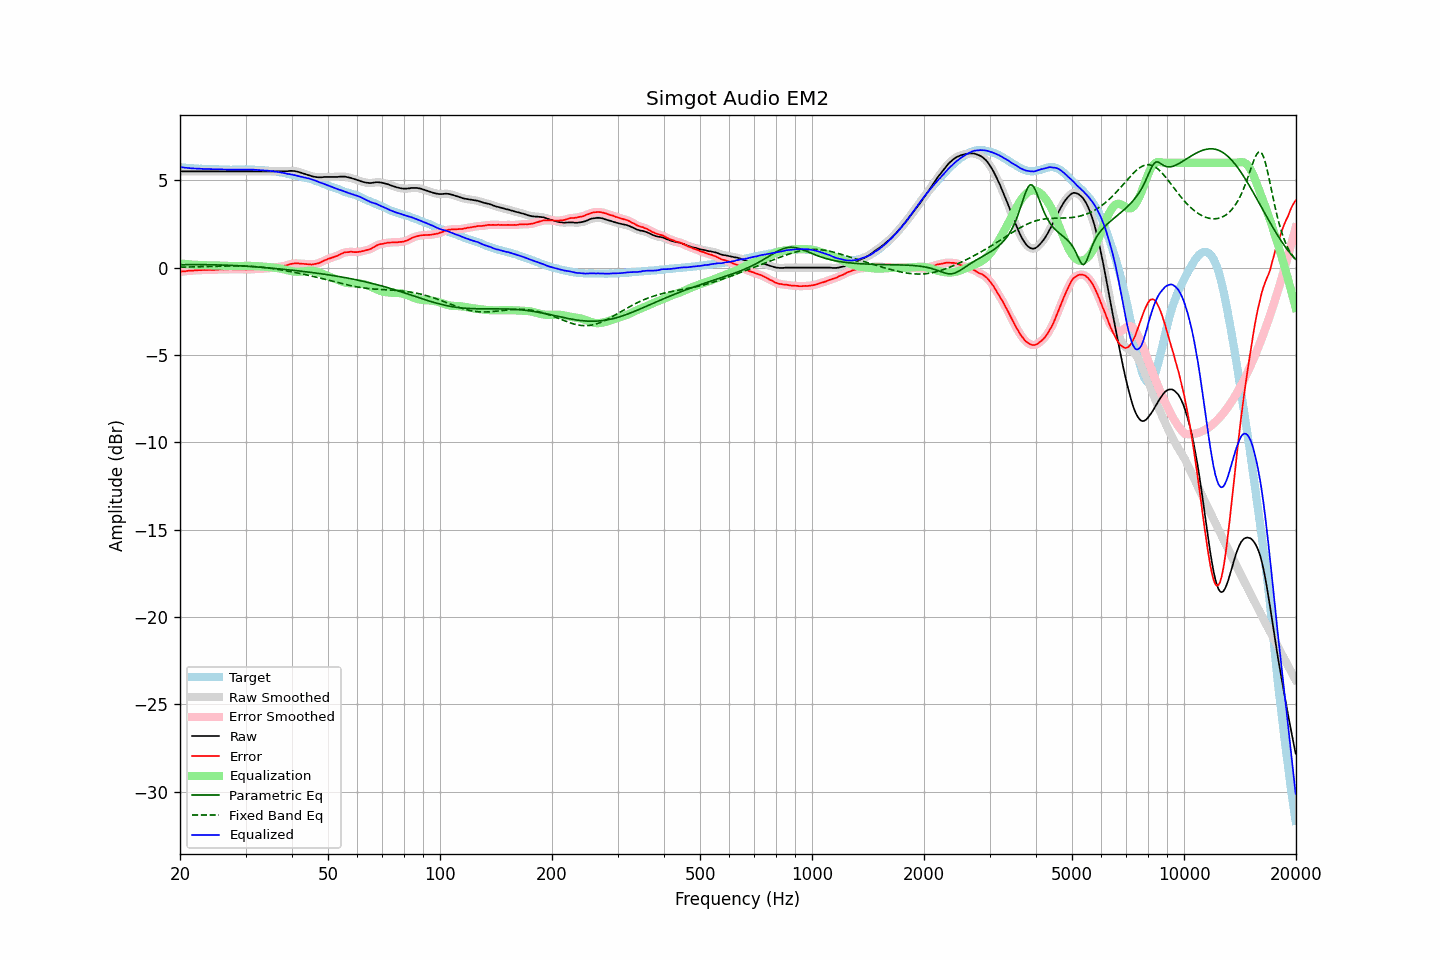 Simgot Audio EM2
Amplitude (dBr)
5
0
−5
−10
−15
−20
−25
−30
Target
Raw Smoothed
Error Smoothed
Raw
Error
Equalization
Parametric Eq
Fixed Band Eq
Equalized
20 50 100 200 500 1000 2000 5000 10000 20000
Frequency (Hz)